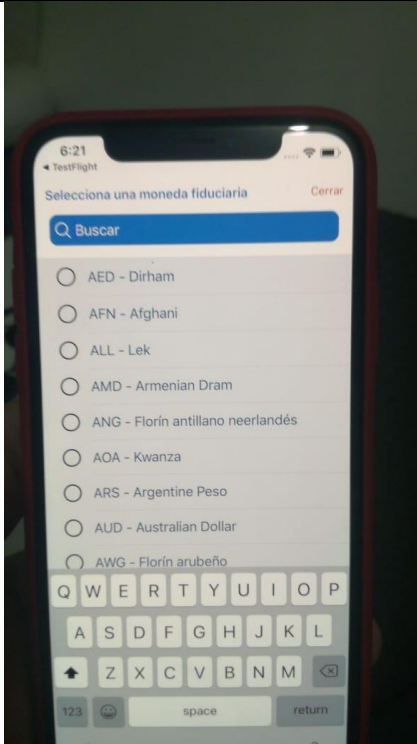 6:21
◂ TestFlight
Selecciona una moneda fiduciaria Cerrar
Buscar
AED - Dirham
AFN - Afghani
ALL - Lek
AMD - Armenian Dram
ANG - Florín antillano neerlandés
AOA - Kwanza
ARS - Argentine Peso
AUD - Australian Dollar
AWG - Florín arubeño
Q W E R T Y U I O P
A S D F G H J K L
Z X C V B N M
123 space return